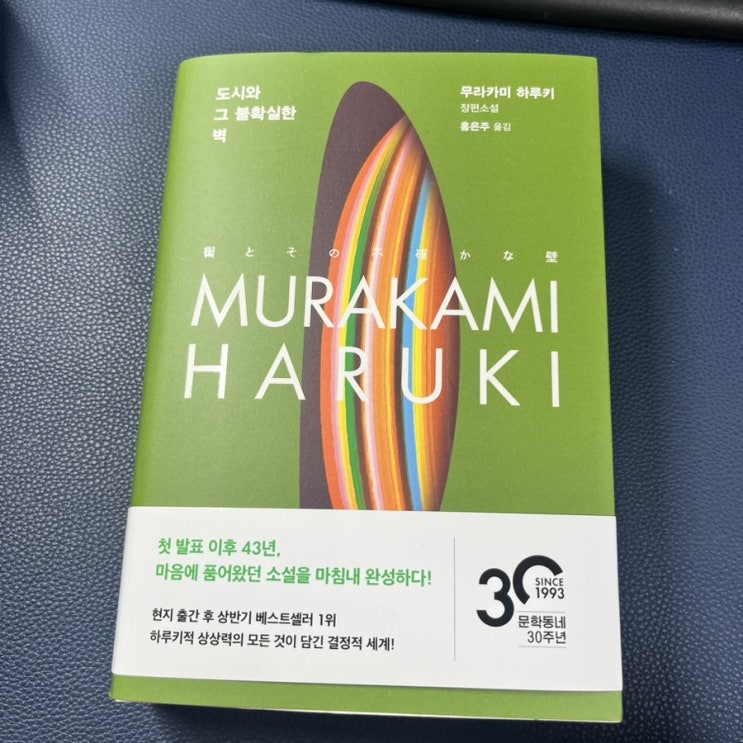 도시와
그 불확실한
벽
무라카미 하루키
장편소설
홍은주 옮김
街とその不確かな壁
MURAKAMI
HARUKI
첫 발표 이후 43년,
마음에 품어왔던 소설을 마침내 완성하다!
현지 출간 후 상반기 베스트셀러 1위
하루키적 상상력의 모든 것이 담긴 결정적 세계!
30
SINCE
1993
문학동네
30주년